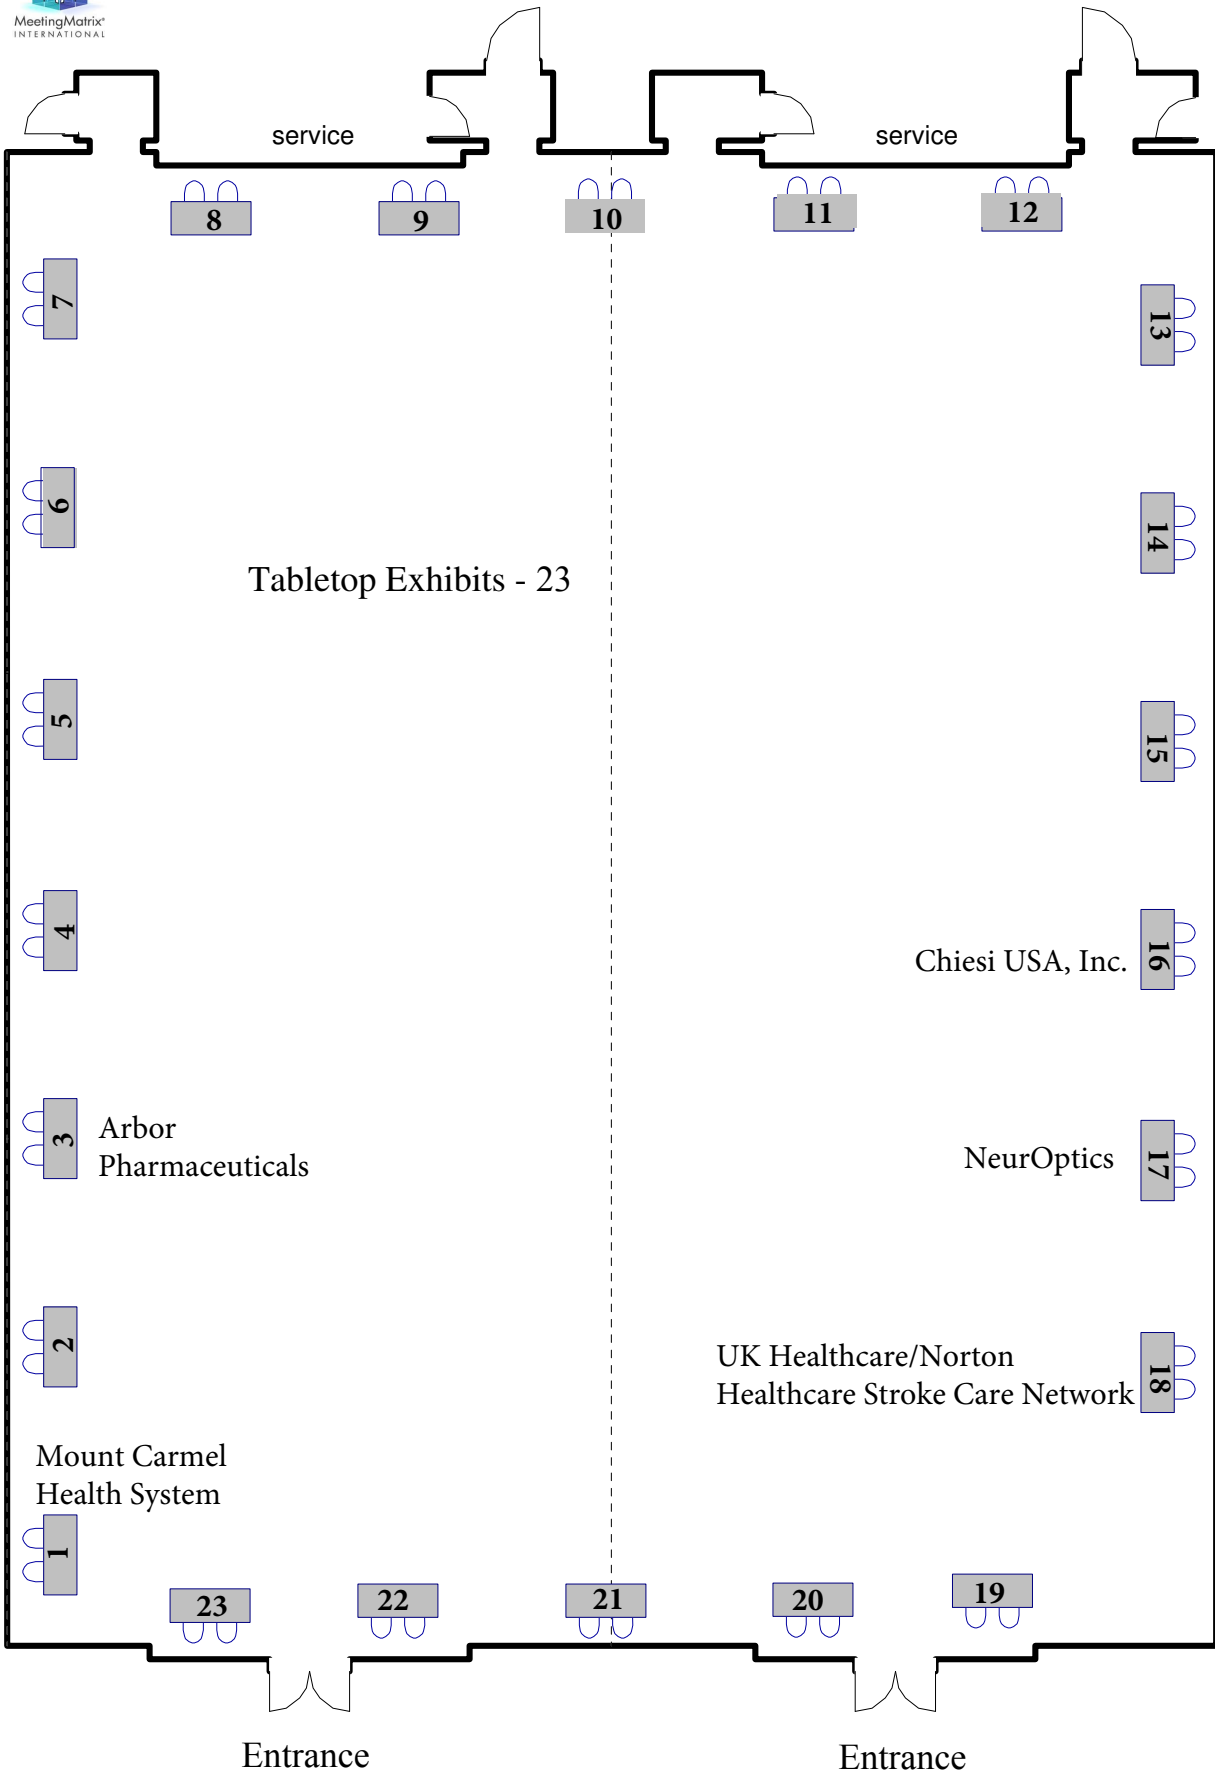 MeetingMatrix®
INTERNATIONAL
service
service
8
9
10
11
12
7
13
6
14
Tabletop Exhibits - 23
5
15
4
16
Chiesi USA, Inc.
3
Arbor
Pharmaceuticals
NeurOptics
17
2
UK Healthcare/Norton
Healthcare Stroke Care Network
18
Mount Carmel
Health System
1
23
22
21
20
19
Entrance
Entrance